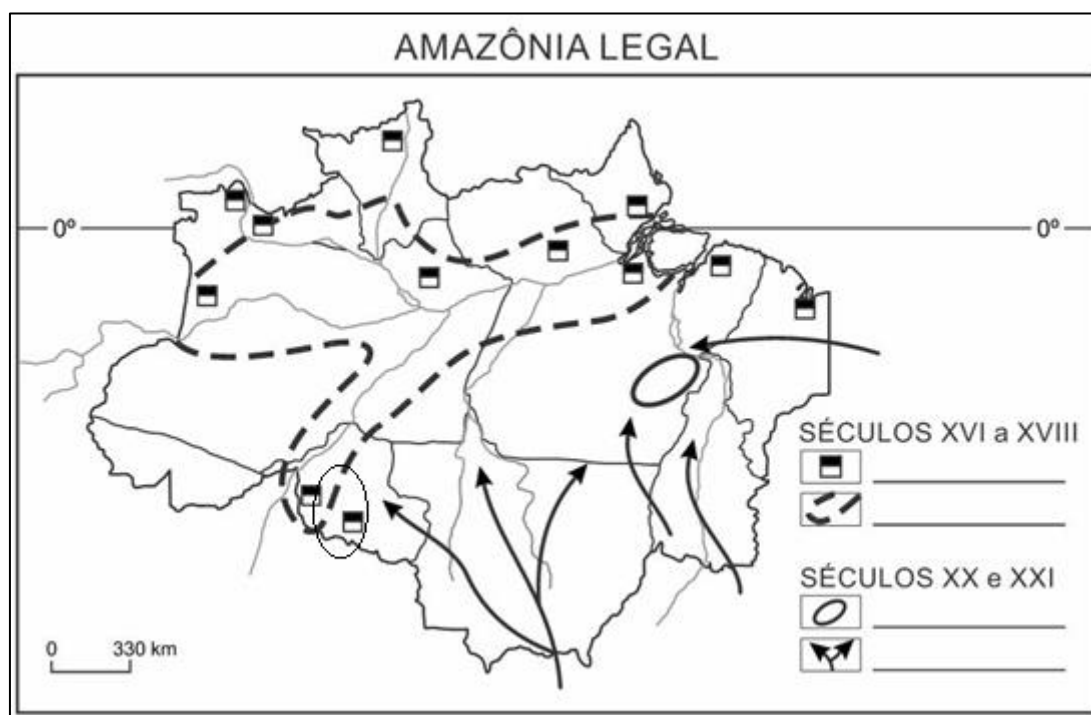 AMAZÔNIA LEGAL
0º
0º
SÉCULOS XVI a XVIII
SÉCULOS XX e XXI
0 330 km